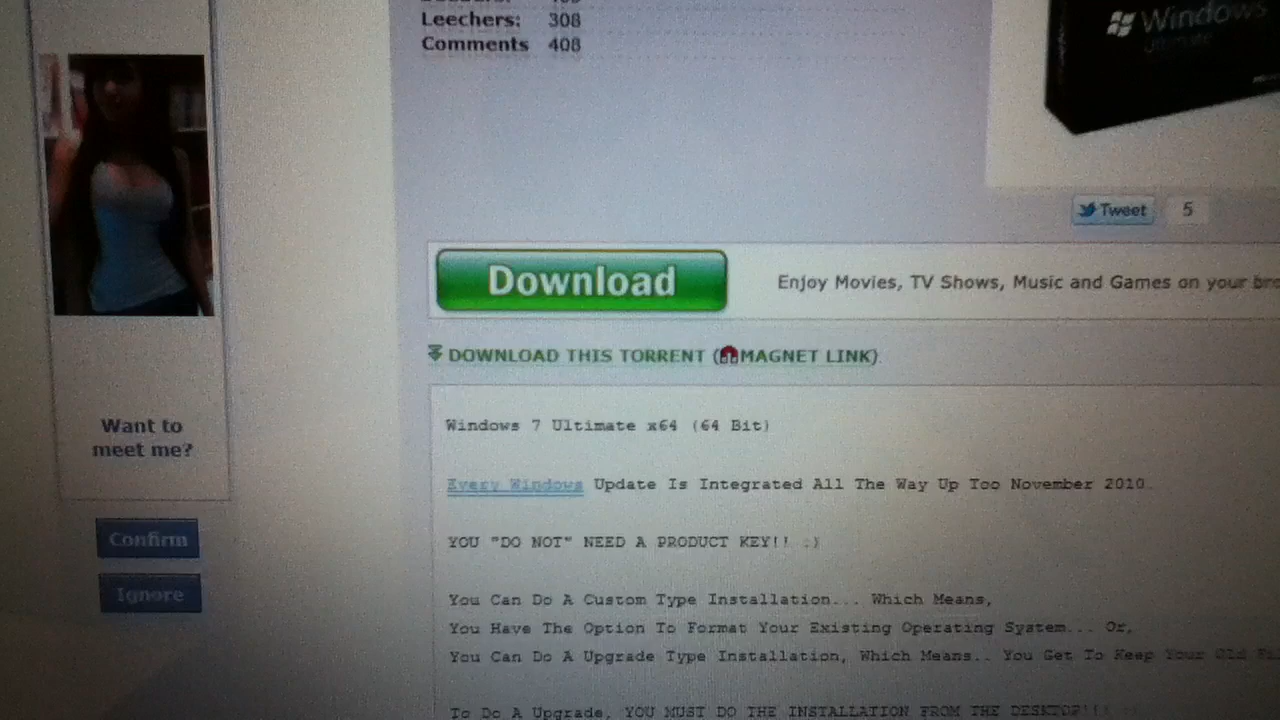 Leechers: 308
Comments 408
Windows
Tweet 5
Download
Enjoy Movies, TV Shows, Music and Games on your
DOWNLOAD THIS TORRENT (MAGNET LINK)
Want to
meet me?
Confirm
Ignore
Windows 7 Ultimate x64 (64 Bit)
Every Windows Update Is Integrated All The Way Up Too November 2010.
YOU "DO NOT" NEED A PRODUCT KEY!! :)
You Can Do A Custom Type Installation... Which Means,
You Have The Option To Format Your Existing Operating System... Or,
You Can Do A Upgrade Type Installation, Which Means.. You Get To Keep Your Old
To Do A Upgrade, YOU MUST DO THE INSTALLATION FROM THE DESKTOP!!!